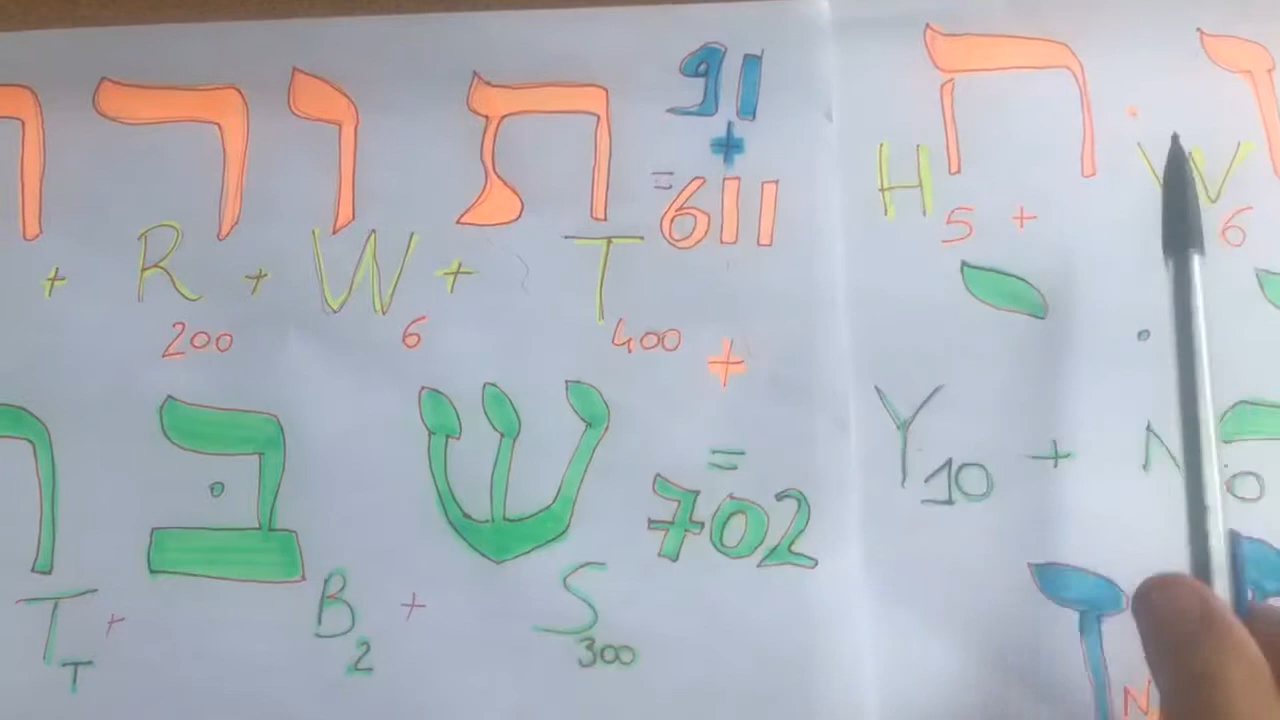 ת ו ר
91
+
= 611
+ R + W + T
200 6 400
+
ש בּ
= 702
T + B + S
T 2 300
ה
H W
5 + 6
י
Y 10 +
N